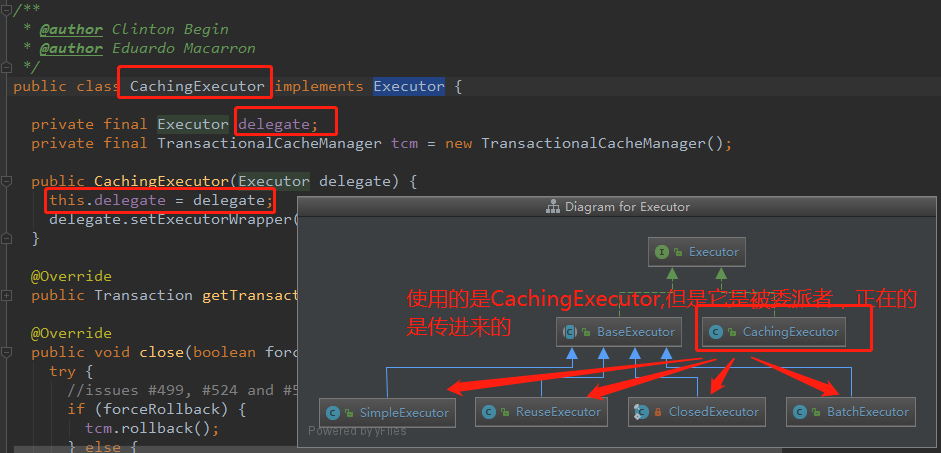 /**
* @author Clinton Begin
* @author Eduardo Macarron
*/
public class CachingExecutor implements Executor {
private final Executor delegate;
private final TransactionalCacheManager tcm = new TransactionalCacheManager();
public CachingExecutor(Executor delegate) {
this.delegate = delegate;
delegate.setExecutorWrapper(
}
@Override
public Transaction getTransac
@Override
public void close(boolean forc
try {
//issues #499, #524 and #5
if (forceRollback) {
tcm.rollback();
} else {
Diagram for Executor
Executor
使用的是CachingExecutor,但是它是被委派者，正在的
是传进来的
BaseExecutor
CachingExecutor
SimpleExecutor
ReuseExecutor
ClosedExecutor
BatchExecutor
Powered by yFiles